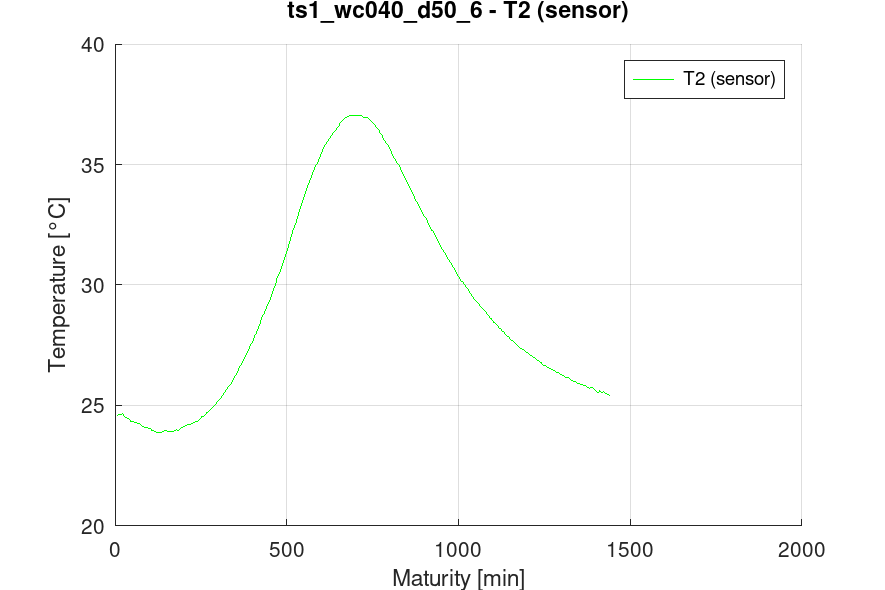 ts1_wc040_d50_6 - T2 (sensor)
T2 (sensor)
40
35
30
25
20
Temperature [°C]
0 500 1000 1500 2000
Maturity [min]